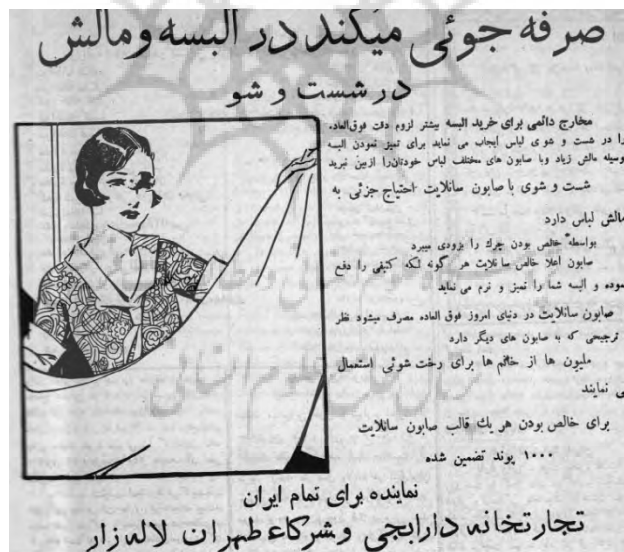 صرفه جوئی میکند در البسه و مالش
در شست و شو
مخارج دائمی برای خرید البسه بیشتر لزوم دقت فوق‌العاده.
را در شست و شوی لباس ایجاب می نماید برای تمیز نمودن البسه
وسیله مالش زیاد وبا صابون های مختلف لباس خودتان‌را ازبین نبرید
شست و شوی با صابون سانلایت احتیاج جزئی به
مالش لباس دارد
بواسطهٔ خالص بودن چرك را بزودی میبرد
صابون اعلا خالص سانلایت هر گونه لکه کثیفی را دفع
نموده و البسه شما را تمیز و نرم می نماید
صابون سانلایت در دنیای امروز فوق العاده مصرف میشود نظر
ترجیحی که به صابون های دیگر دارد
ملیون ها از خانم ها برای رخت شوئی استعمال
می نمایند
برای خالص بودن هر یك قالب صابون سانلایت
۱۰۰۰ پوند تضمین شده
نماینده برای تمام ایران
تجارتخانه دارابجی و شرکاء طهران لاله زار